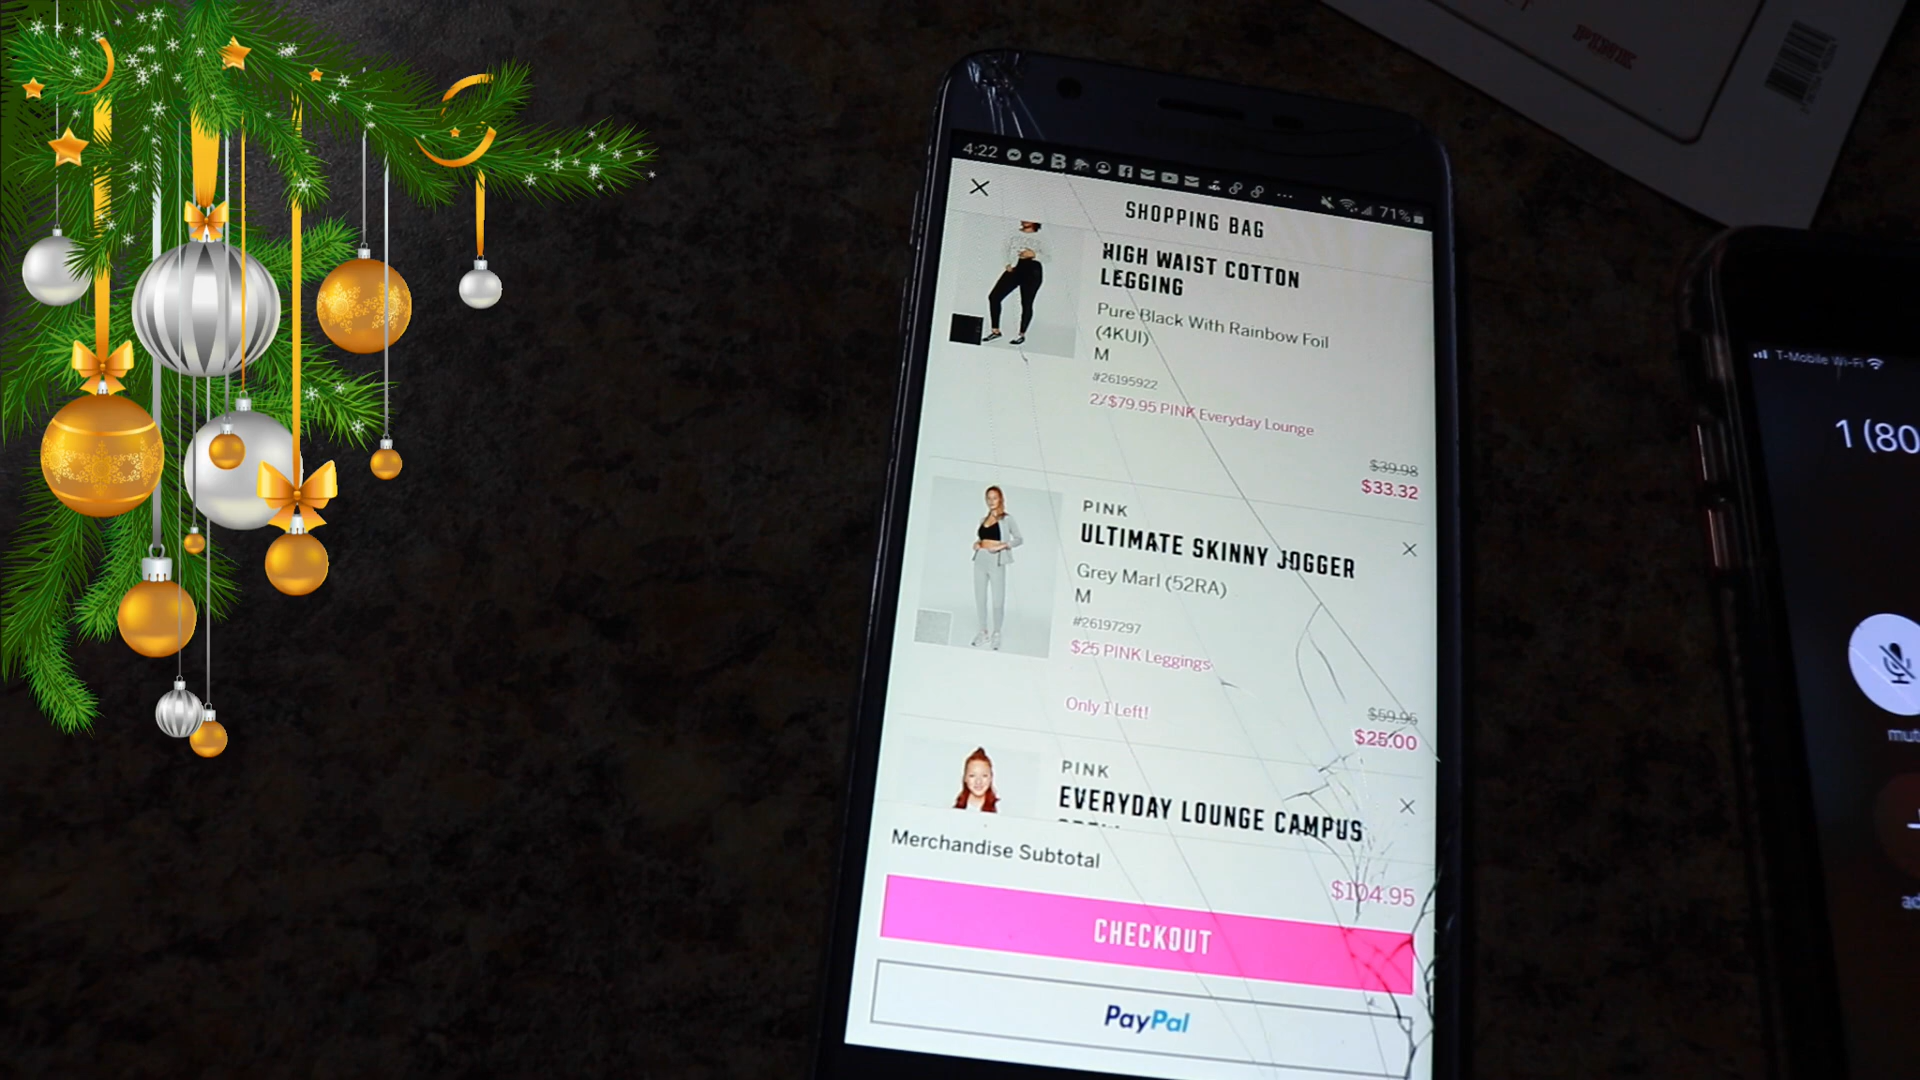 PINK
4:22
71%
SHOPPING BAG
HIGH WAIST COTTON
LEGGING
Pure Black With Rainbow Foil
(4KUI)
M
#26195922
2/$79.95 PINK Everyday Lounge
$39.98
$33.32
PINK
ULTIMATE SKINNY JOGGER
Grey Marl (52RA)
M
#26197297
$25 PINK Leggings
Only 1 Left!
$59.95
$25.00
PINK
EVERYDAY LOUNGE CAMPUS
Merchandise Subtotal
$104.95
CHECKOUT
PayPal
T-Mobile Wi-Fi
1 (80
mut
ad